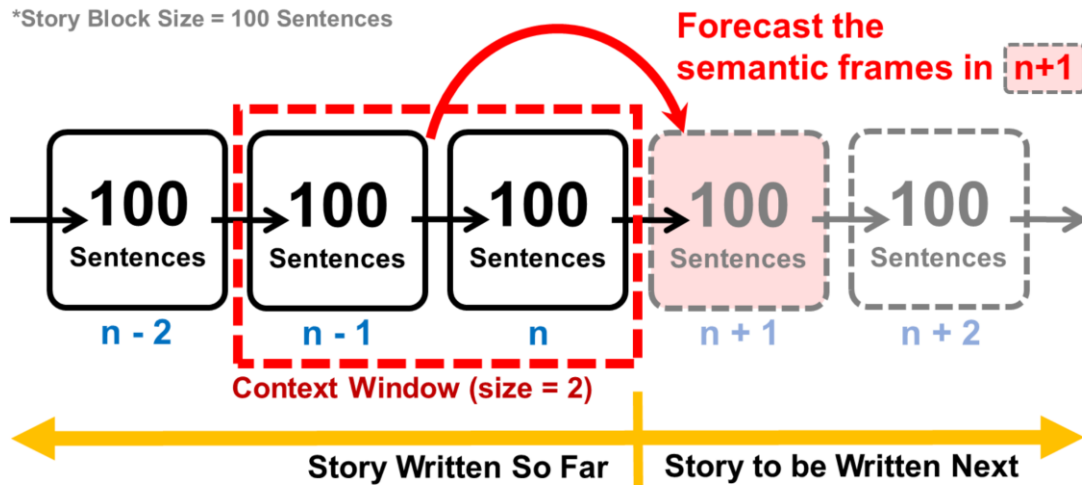 *Story Block Size = 100 Sentences
Forecast the
semantic frames in n+1
100
Sentences
100
Sentences
100
Sentences
100
Sentences
100
Sentences
n - 2
n - 1
n
n + 1
n + 2
Context Window (size = 2)
Story Written So Far
Story to be Written Next